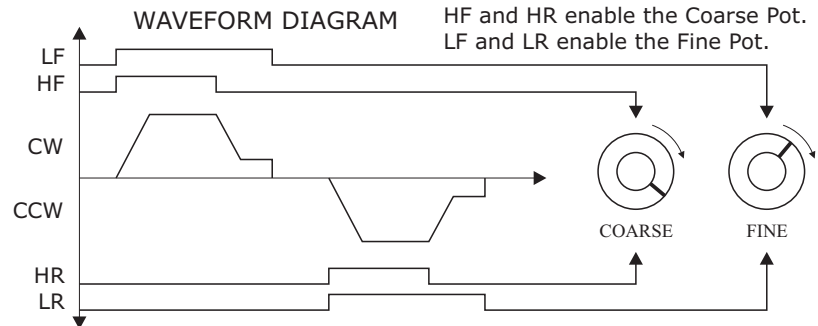 WAVEFORM DIAGRAM
HF and HR enable the Coarse Pot.
LF and LR enable the Fine Pot.
LF
HF
CW
CCW
COARSE
FINE
HR
LR